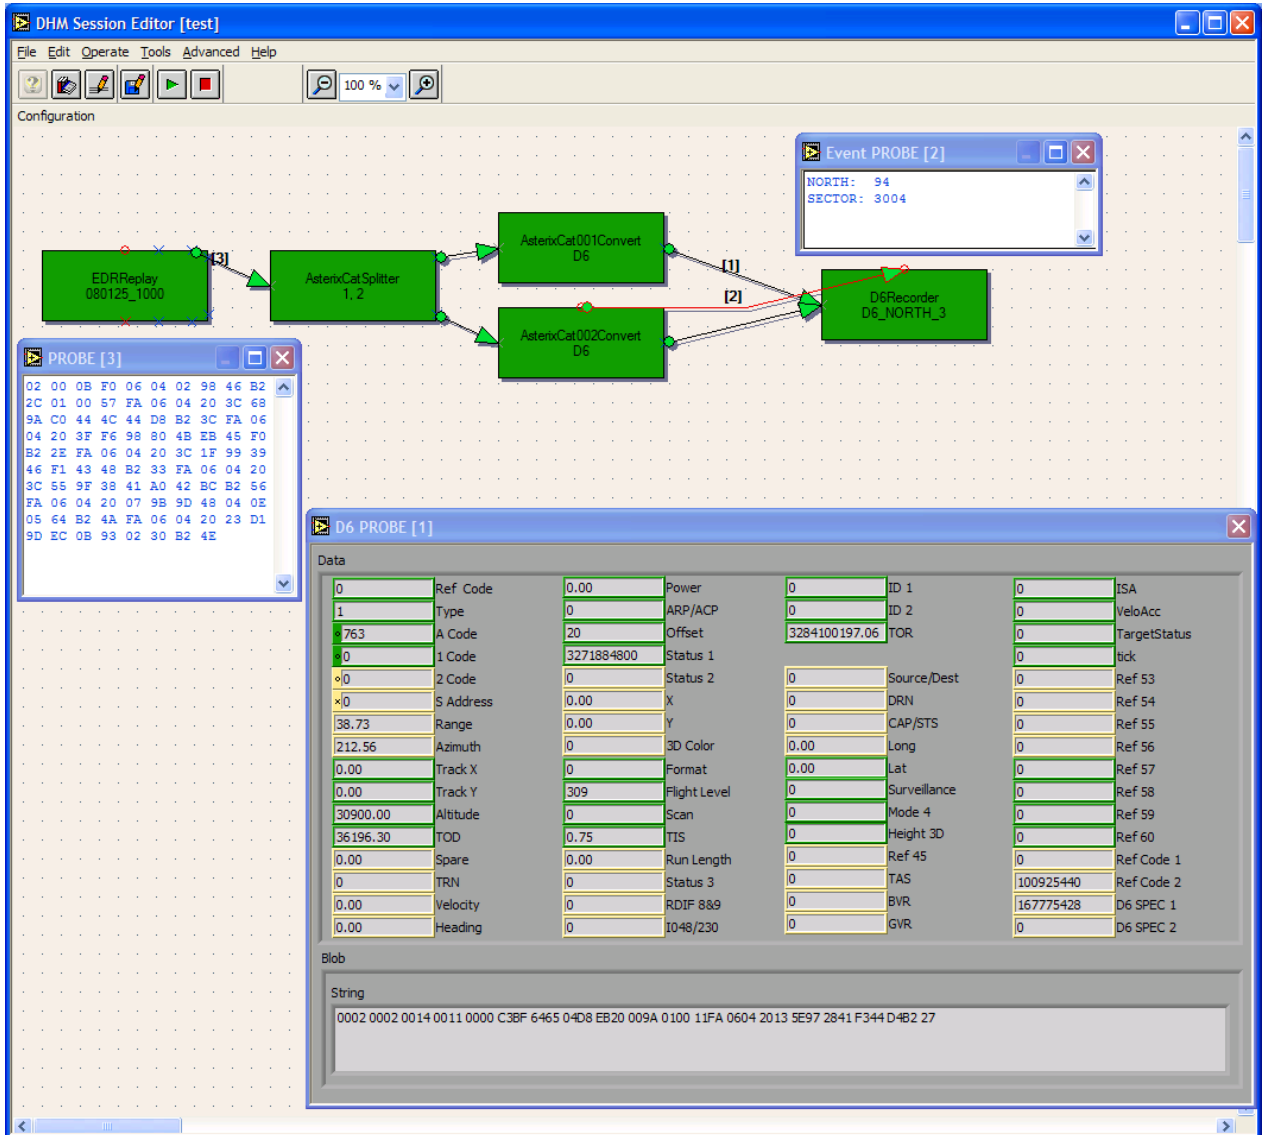 DHM Session Editor [test]
File Edit Operate Tools Advanced Help
100 %
Configuration
Event PROBE [2]
NORTH: 94
SECTOR: 3004
EDRReplay
080125_1000
[3]
AsterixCatSplitter
1, 2
AsterixCat001Convert
D6
[1]
[2]
AsterixCat002Convert
D6
D6Recorder
D6_NORTH_3
PROBE [3]
02 00 0B F0 06 04 02 98 46 B2
2C 01 00 57 FA 06 04 20 3C 68
9A C0 44 4C 44 D8 B2 3C FA 06
04 20 3F F6 98 80 4B EB 45 F0
B2 2E FA 06 04 20 3C 1F 99 39
46 F1 43 48 B2 33 FA 06 04 20
3C 55 9F 38 41 A0 42 BC B2 56
FA 06 04 20 07 9B 9D 48 04 0E
05 64 B2 4A FA 06 04 20 23 D1
9D EC 0B 93 02 30 B2 4E
D6 PROBE [1]
Data
0 Ref Code 0.00 Power 0 ID 1 0 ISA
1 Type 0 ARP/ACP 0 ID 2 0 VeloAcc
763 A Code 20 Offset 3284100197.06 TOR 0 TargetStatus
0 1 Code 3271884800 Status 1 0 tick
0 2 Code 0 Status 2 0 Source/Dest 0 Ref 53
0 S Address 0.00 X 0 DRN 0 Ref 54
38.73 Range 0.00 Y 0 CAP/STS 0 Ref 55
212.56 Azimuth 0 3D Color 0.00 Long 0 Ref 56
0.00 Track X 0 Format 0.00 Lat 0 Ref 57
0.00 Track Y 309 Flight Level 0 Surveillance 0 Ref 58
30900.00 Altitude 0 Scan 0 Mode 4 0 Ref 59
36196.30 TOD 0.75 TIS 0 Height 3D 0 Ref 60
0.00 Spare 0.00 Run Length 0 Ref 45 0 Ref Code 1
0 TRN 0 Status 3 0 TAS 100925440 Ref Code 2
0.00 Velocity 0 RDIF 8&9 0 BVR 167775428 D6 SPEC 1
0.00 Heading 0 I048/230 0 GVR 0 D6 SPEC 2
Blob
String
0002 0002 0014 0011 0000 C3BF 6465 04D8 EB20 009A 0100 11FA 0604 2013 5E97 2841 F344 D4B2 27